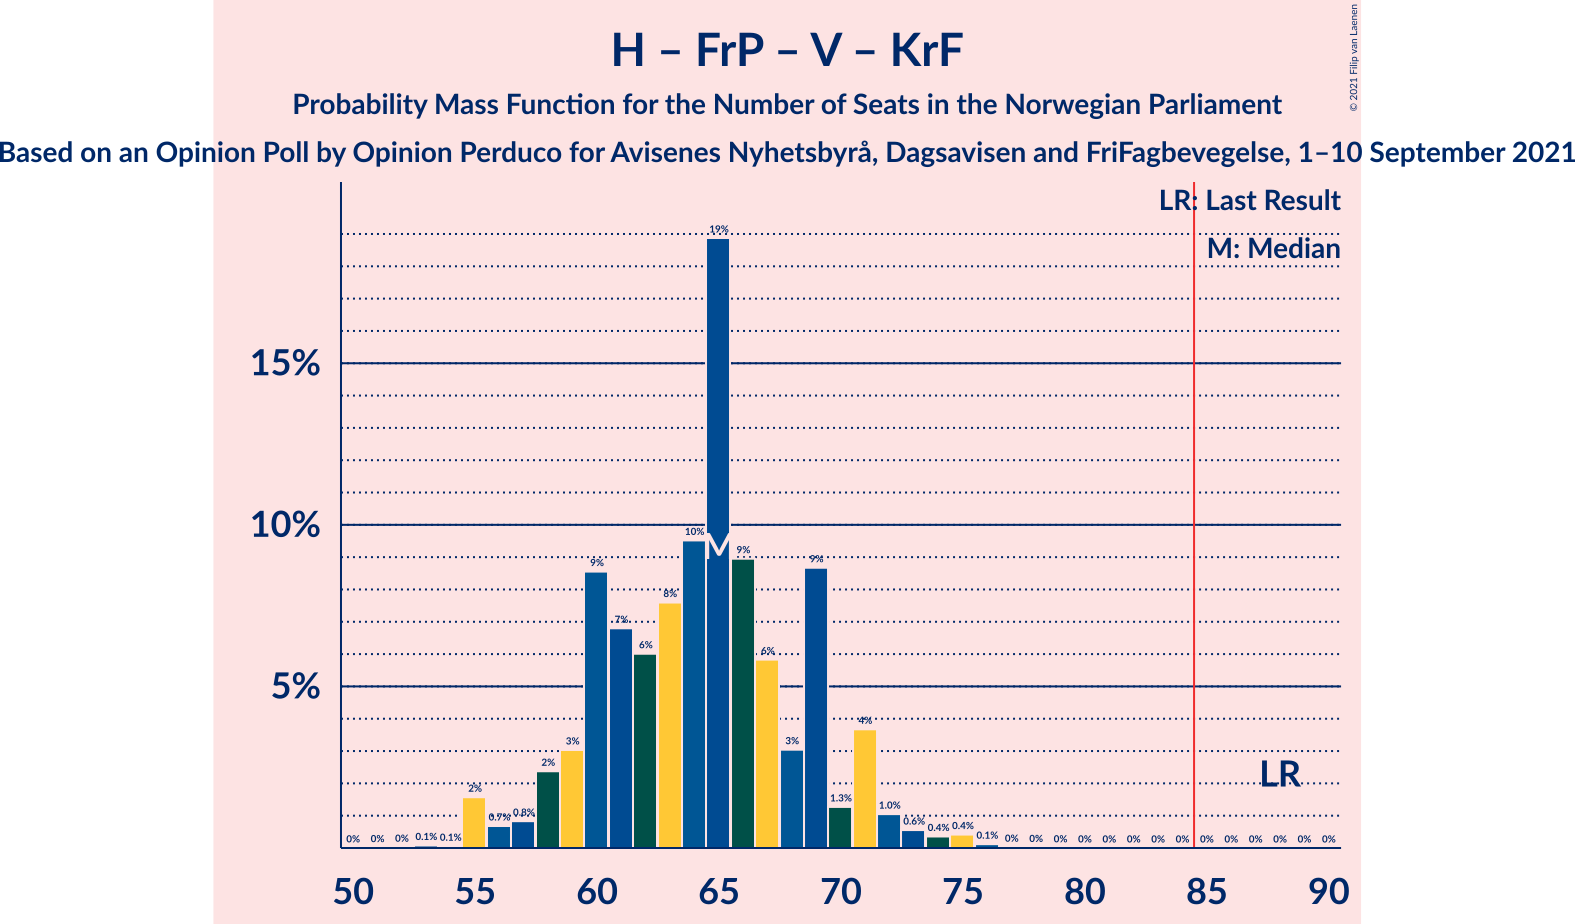 H – FrP – V – KrF
© 2021 Filip van Laenen
Probability Mass Function for the Number of Seats in the Norwegian Parliament
Based on an Opinion Poll by Opinion Perduco for Avisenes Nyhetsbyrå, Dagsavisen and FriFagbevegelse, 1–10 September 2021
LR: Last Result
M: Median
15%
10%
5%
0% 0% 0% 0.1% 0.1% 2% 0.7% 0.8% 2% 3% 9% 7% 6% 8% 10% 19% 9% 6% 3% 9% 1.3% 4% 1.0% 0.6% 0.4% 0.4% 0.1% 0% 0% 0% 0% 0% 0% 0% 0% 0% 0% 0% 0% 0% 0%
M
LR
50 55 60 65 70 75 80 85 90